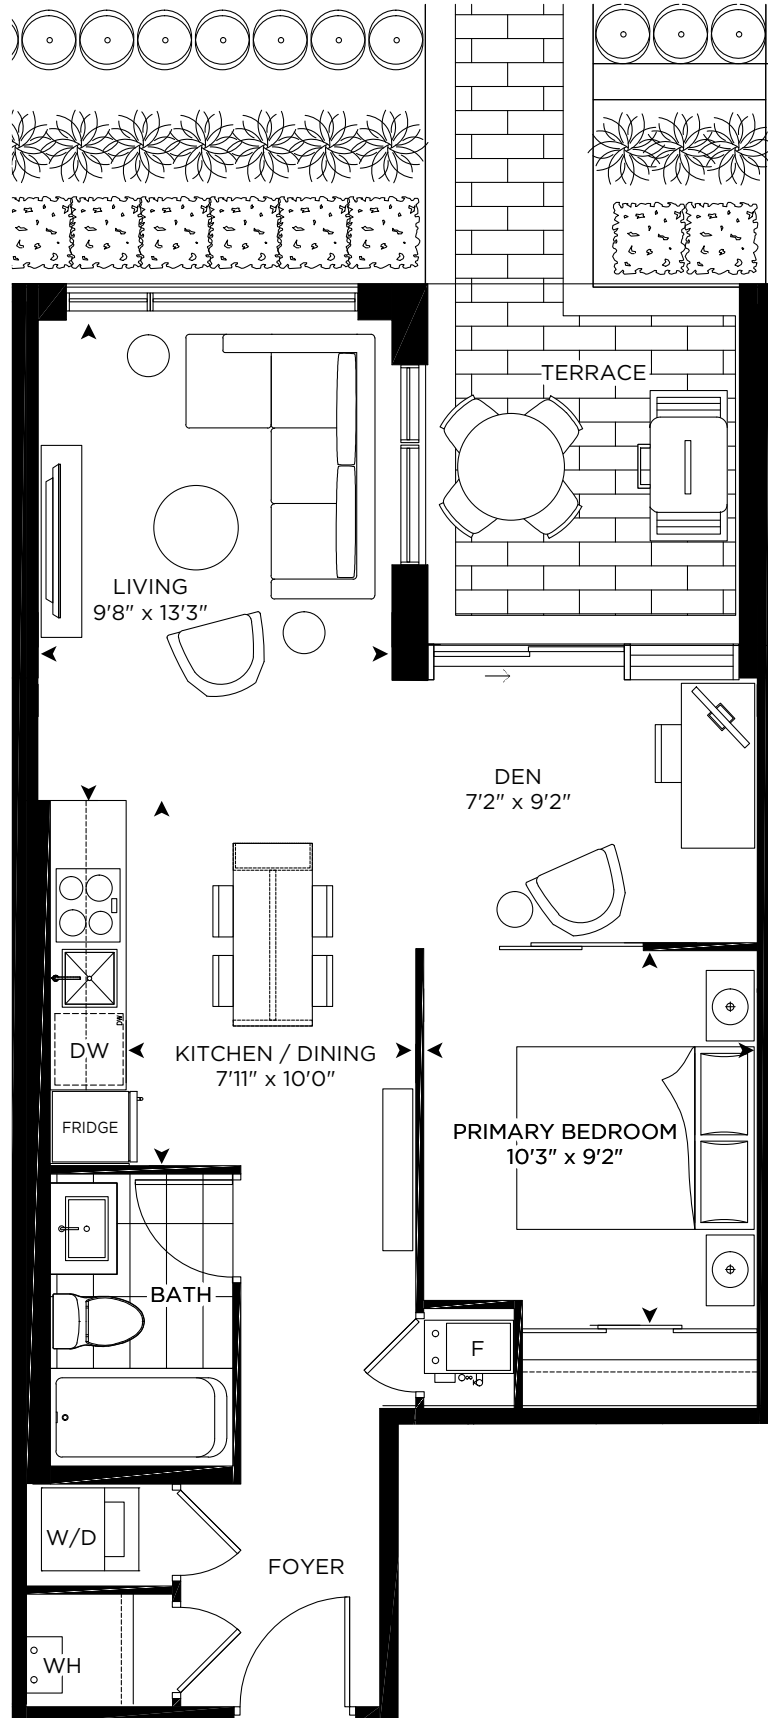 TERRACE
LIVING
9'8" x 13'3"
DEN
7'2" x 9'2"
DW
DW
KITCHEN / DINING
7'11" x 10'0"
FRIDGE
PRIMARY BEDROOM
10'3" x 9'2"
BATH
F
W/D
FOYER
WH